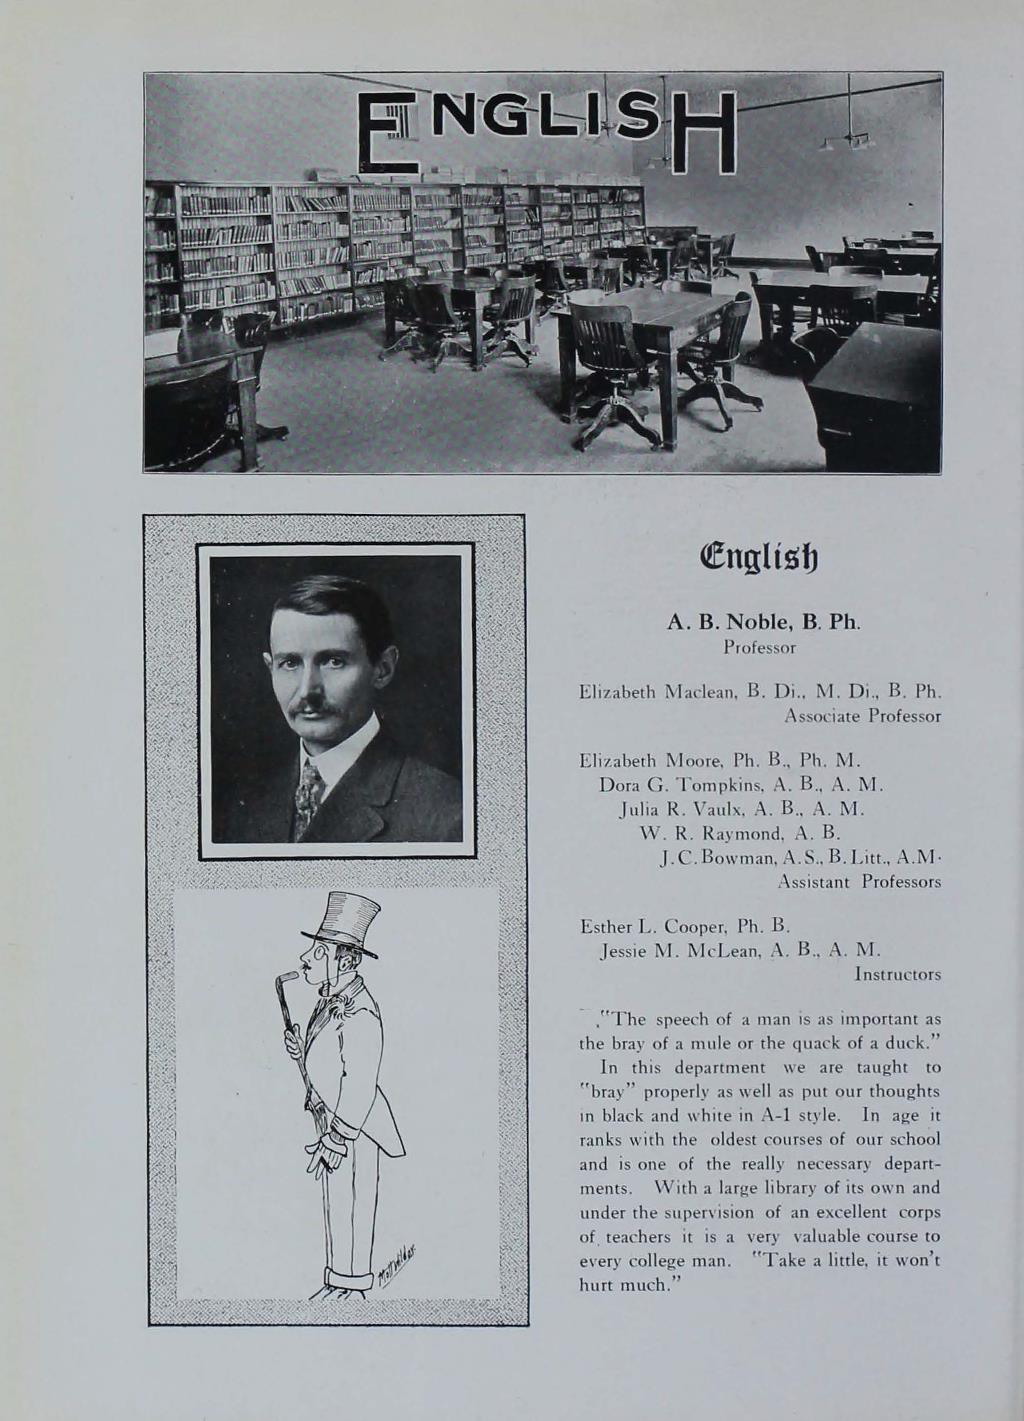 ENGLISH
English
A. B. Noble, B. Ph.
Professor
Elizabeth Maclean, B. Di., M. Di., B. Ph.
Associate Professor
Elizabeth Moore, Ph. B., Ph. M.
Dora G. Tompkins, A. B., A. M.
Julia R. Vaulx, A. B., A. M.
W. R. Raymond, A. B.
J. C. Bowman, A. S., B. Litt., A. M.
Assistant Professors
Esther L. Cooper, Ph. B.
Jessie M. McLean, A. B., A. M.
Instructors
"The speech of a man is as important as
the bray of a mule or the quack of a duck."
In this department we are taught to
"bray" properly as well as put our thoughts
in black and white in A-1 style. In age it
ranks with the oldest courses of our school
and is one of the really necessary depart-
ments. With a large library of its own and
under the supervision of an excellent corps
of teachers it is a very valuable course to
every college man. "Take a little, it won't
hurt much."